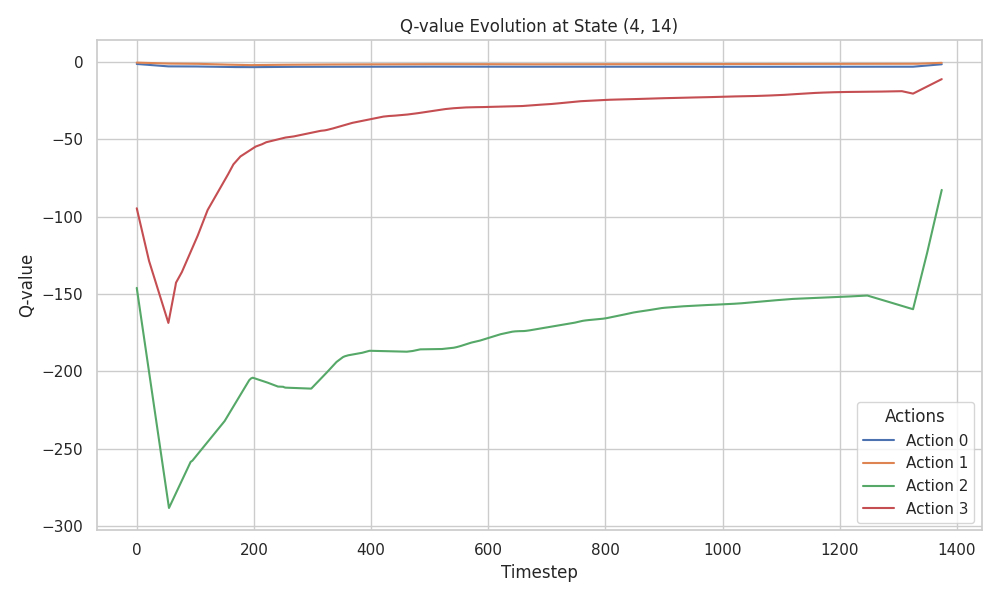 Q-value Evolution at State (4, 14)
Q-value
0
−50
−100
−150
−200
−250
−300
0 200 400 600 800 1000 1200 1400
Timestep
Actions
Action 0
Action 1
Action 2
Action 3